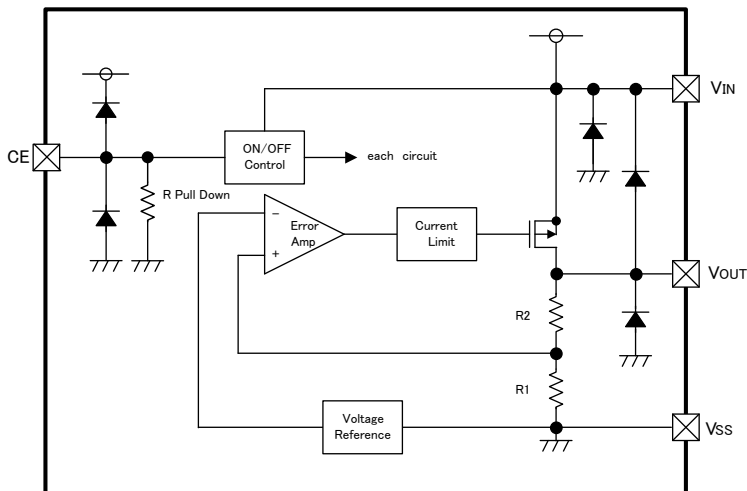 VIN
CE
ON/OFF
Control
each circuit
R Pull Down
−
Error
Amp
+
Current
Limit
VOUT
R2
R1
Voltage
Reference
VSS